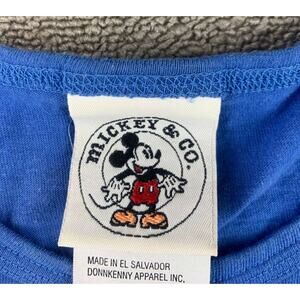 MICKEY & CO.
MADE IN EL SALVADOR
DONNKENNY APPAREL INC.